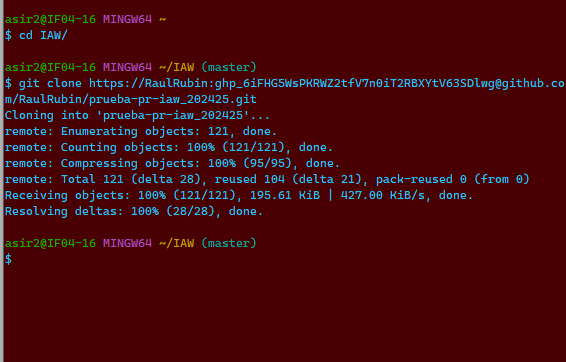 asir2@IF04-16 MINGW64 ~
$ cd IAW/
asir2@IF04-16 MINGW64 ~/IAW (master)
$ git clone https://RaulRubin: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@github.co
m/RaulRubin/prueba-pr-iaw_202425.git
Cloning into 'prueba-pr-iaw_202425'...
remote: Enumerating objects: 121, done.
remote: Counting objects: 100% (121/121), done.
remote: Compressing objects: 100% (95/95), done.
remote: Total 121 (delta 28), reused 104 (delta 21), pack-reused 0 (from 0)
Receiving objects: 100% (121/121), 195.61 KiB | 427.00 KiB/s, done.
Resolving deltas: 100% (28/28), done.
asir2@IF04-16 MINGW64 ~/IAW (master)
$